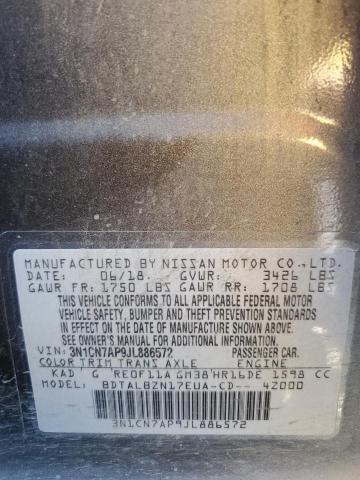 MANUFACTURED BY NISSAN MOTOR CO., LTD.
DATE: 06/18 GVWR: 3426 LBS
GAWR FR: 1750 LBS GAWR RR: 1708 LBS
THIS VEHICLE CONFORMS TO ALL APPLICABLE FEDERAL MOTOR
VEHICLE SAFETY, BUMPER AND THEFT PREVENTION STANDARDS
IN EFFECT ON THE DATE OF MANUFACTURE SHOWN ABOVE.
SEE OWNER'S MANUAL FOR ADDITIONAL INFORMATION.
VIN: 3N1CN7AP9JL886572 PASSENGER CAR.
COLOR TRIM TRANS AXLE ENGINE
KAD G RE0F11A GM38 HR16DE 1598 CC
MODEL: BDTALBZN17EUA-CD-- 4Z000
3N1CN7AP9JL886572